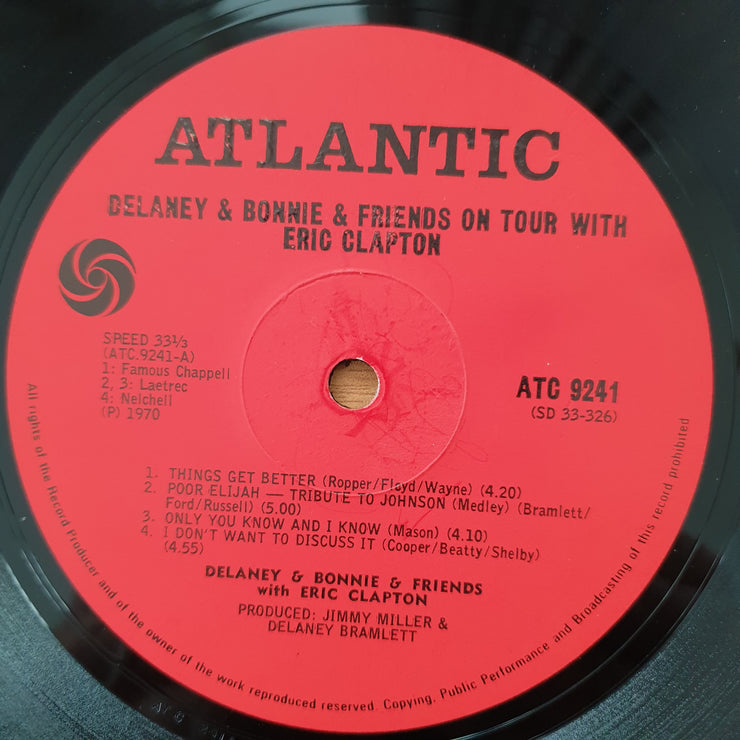 ATLANTIC
DELANEY & BONNIE & FRIENDS ON TOUR WITH
ERIC CLAPTON
SPEED 33⅓
(ATC.9241-A)
1: Famous Chappell
2, 3: Laetrec
4: Nelchell
(P) 1970
ATC 9241
(SD 33-326)
1. THINGS GET BETTER (Ropper/Floyd/Wayne) (4.20)
2. POOR ELIJAH — TRIBUTE TO JOHNSON (Medley) (Bramlett/
Ford/Russell) (5.00)
3. ONLY YOU KNOW AND I KNOW (Mason) (4.10)
4. I DON'T WANT TO DISCUSS IT (Cooper/Beatty/Shelby)
(4.55)
DELANEY & BONNIE & FRIENDS
with ERIC CLAPTON
PRODUCED: JIMMY MILLER &
DELANEY BRAMLETT
All rights of the Record Producer and of the owner of the work reproduced reserved. Copying, Public Performance and Broadcasting of this record prohibited